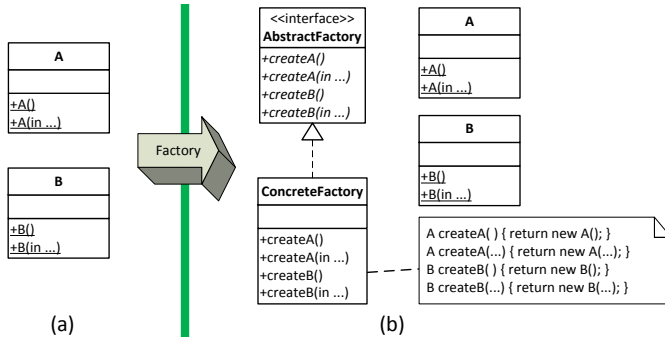 A
+A()
+A(in ...)
B
+B()
+B(in ...)
(a)
Factory
<<interface>>
AbstractFactory
+createA()
+createA(in ...)
+createB()
+createB(in ...)
ConcreteFactory
+createA()
+createA(in ...)
+createB()
+createB(in ...)
A
+A()
+A(in ...)
B
+B()
+B(in ...)
A createA( ) { return new A(); }
A createA(...) { return new A(...); }
B createB( ) { return new B(); }
B createB(...) { return new B(...); }
(b)